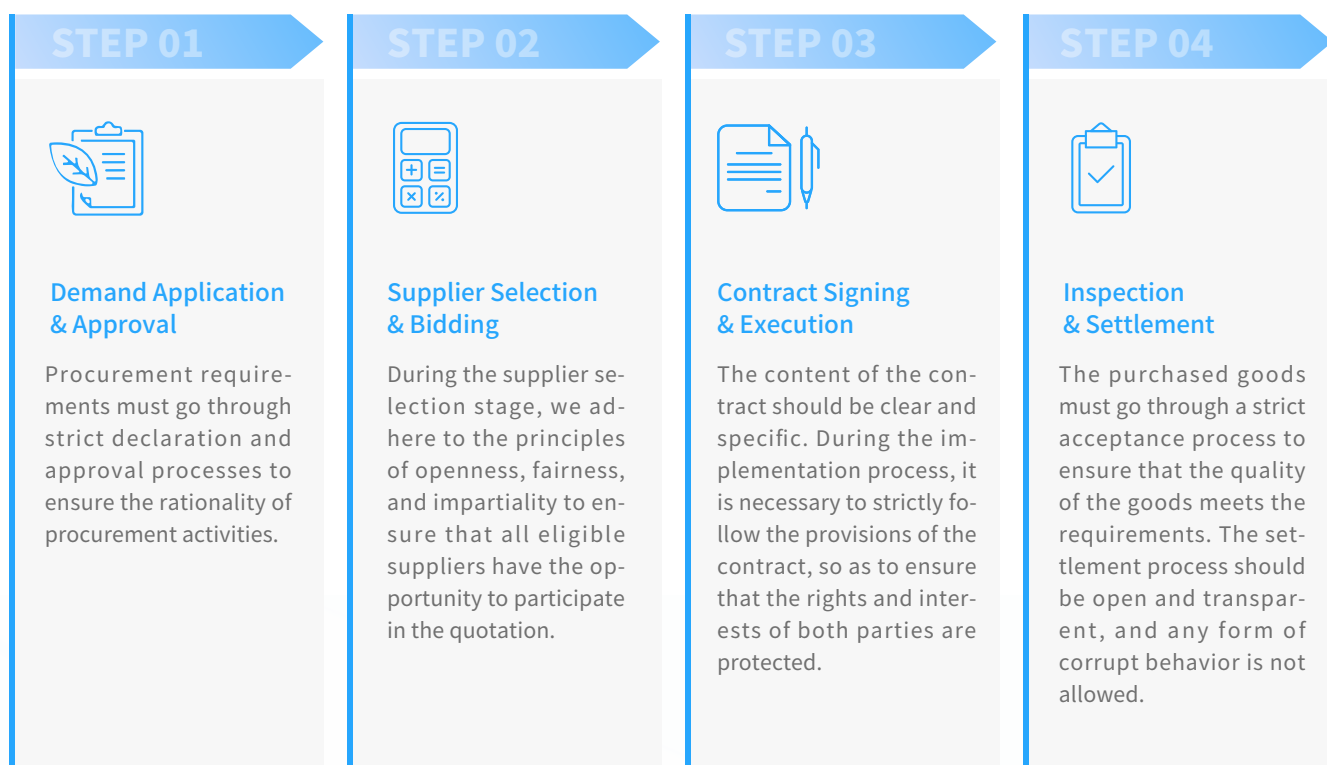 STEP 01
Demand Application
& Approval
Procurement require-
ments must go through
strict declaration and
approval processes to
ensure the rationality of
procurement activities.
STEP 02
Supplier Selection
& Bidding
During the supplier se-
lection stage, we ad-
here to the principles
of openness, fairness,
and impartiality to en-
sure that all eligible
suppliers have the op-
portunity to participate
in the quotation.
STEP 03
Contract Signing
& Execution
The content of the con-
tract should be clear and
specific. During the im-
plementation process, it
is necessary to strictly fo-
llow the provisions of the
contract, so as to ensure
that the rights and inter-
ests of both parties are
protected.
STEP 04
Inspection
& Settlement
The purchased goods
must go through a strict
acceptance process to
ensure that the quality
of the goods meets the
requirements. The set-
tlement process should
be open and transpar-
ent, and any form of
corrupt behavior is not
allowed.